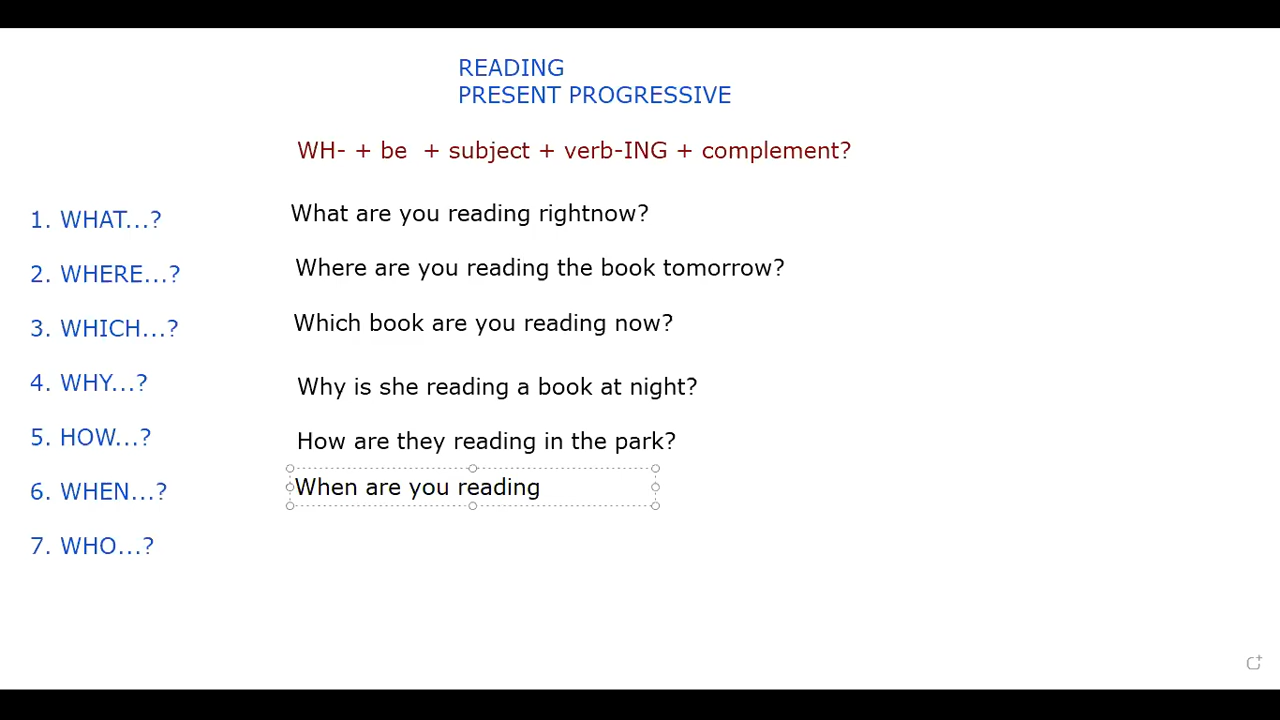 READING
PRESENT PROGRESSIVE
WH- + be + subject + verb-ING + complement?
1. WHAT...? What are you reading rightnow?
2. WHERE...? Where are you reading the book tomorrow?
3. WHICH...? Which book are you reading now?
4. WHY...? Why is she reading a book at night?
5. HOW...? How are they reading in the park?
6. WHEN...? When are you reading
7. WHO...?